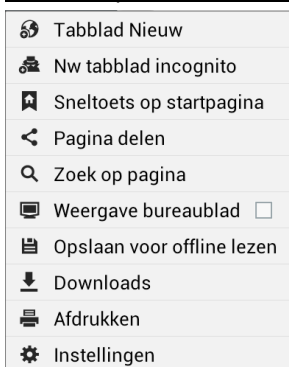 Tabblad Nieuw
Nw tabblad incognito
Sneltoets op startpagina
Pagina delen
Zoek op pagina
Weergave bureaublad
Opslaan voor offline lezen
Downloads
Afdrukken
Instellingen